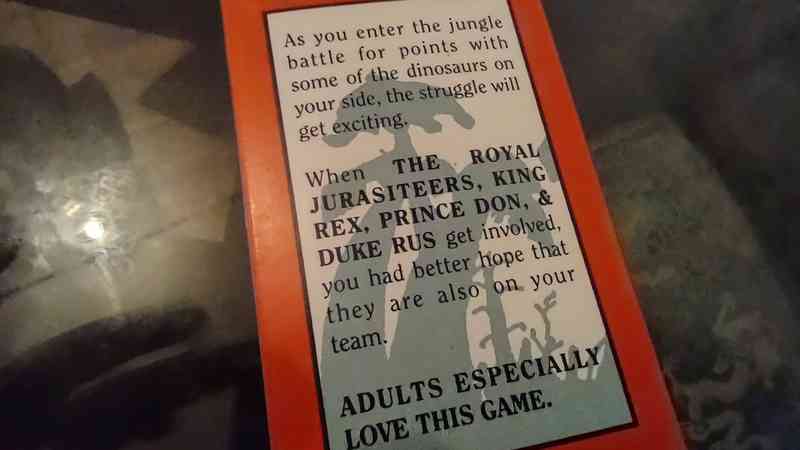 As you enter the jungle
battle for points with
some of the dinosaurs on
your side, the struggle will
get exciting.
When THE ROYAL
JURASITEERS, KING
REX, PRINCE DON, &
DUKE RUS get involved,
you had better hope that
they are also on your
team.
ADULTS ESPECIALLY
LOVE THIS GAME.